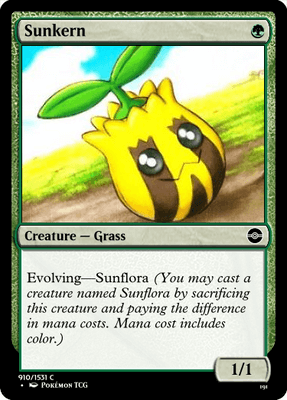 Sunkern
Creature — Grass
Evolving—Sunflora (You may cast a
creature named Sunflora by sacrificing
this creature and paying the difference
in mana costs. Mana cost includes
color.)
1/1
910/1531 C
• Pokémon TCG